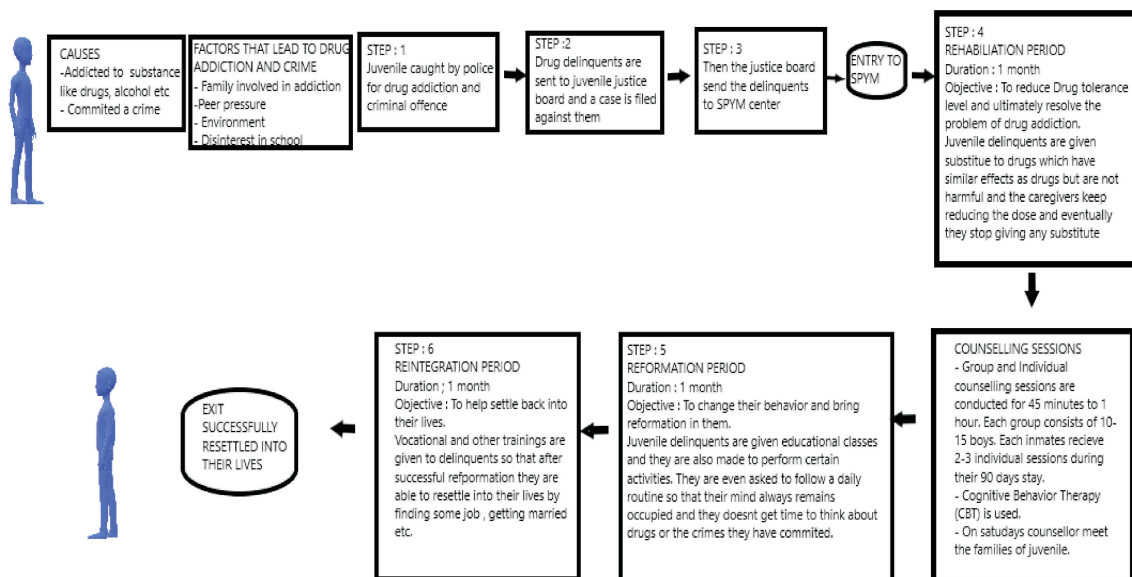 CAUSES
-Addicted to substance
like drugs, alcohol etc
- Commited a crime
FACTORS THAT LEAD TO DRUG
ADDICTION AND CRIME
- Family involved in addiction
-Peer pressure
- Environment
- Disinterest in school
STEP : 1
Juvenile caught by police
for drug addiction and
criminal offence
STEP :2
Drug delinquents are
sent to juvenile justice
board and a case is filed
against them
STEP : 3
Then the justice board
send the delinquents
to SPYM center
ENTRY TO
SPYM
STEP : 4
REHABILIATION PERIOD
Duration : 1 month
Objective : To reduce Drug tolerance
level and ultimately resolve the
problem of drug addiction.
Juvenile delinquents are given
substitue to drugs which have
similar effects as drugs but are not
harmful and the caregivers keep
reducing the dose and eventually
they stop giving any substitute
COUNSELLING SESSIONS
- Group and Individual
counselling sessions are
conducted for 45 minutes to 1
hour. Each group consists of 10-
15 boys. Each inmates recieve
2-3 individual sessions during
their 90 days stay.
- Cognitive Behavior Therapy
(CBT) is used.
- On satudays counsellor meet
the families of juvenile.
STEP : 5
REFORMATION PERIOD
Duration : 1 month
Objective : To change their behavior and bring
reformation in them.
Juvenile delinquents are given educational classes
and they are also made to perform certain
activities. They are even asked to follow a daily
routine so that their mind always remains
occupied and they doesnt get time to think about
drugs or the crimes they have commited.
STEP : 6
REINTEGRATION PERIOD
Duration ; 1 month
Objective : To help settle back into
their lives.
Vocational and other trainings are
given to delinquents so that after
successful refpormation they are
able to resettle into their lives by
finding some job , getting married
etc.
EXIT
SUCCESSFULLY
RESETTLED INTO
THEIR LIVES